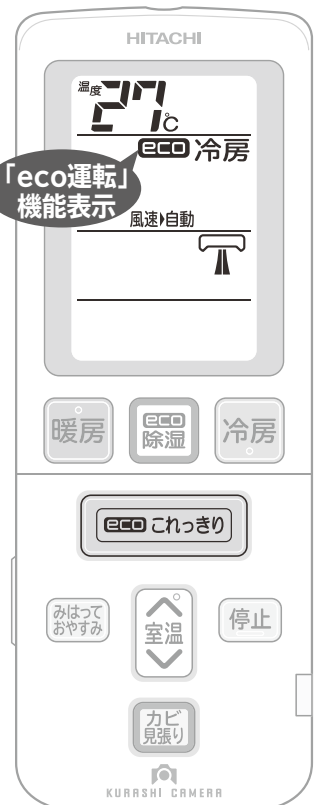 HITACHI
温度 27℃
eco 冷房
「eco運転」
機能表示
風速▶自動
暖房
eco
除湿
冷房
eco これっきり
みはって
おやすみ
室温
停止
カビ
見張り
KURASHI CAMERA